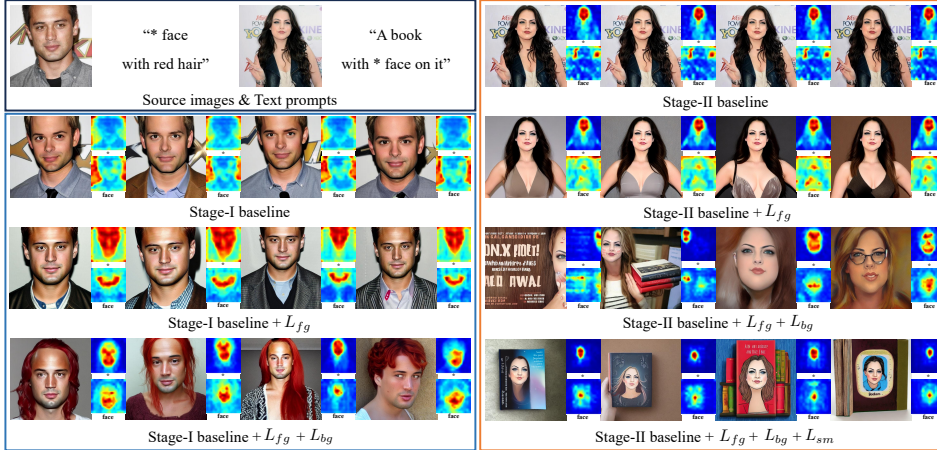 “* face
with red hair”
“A book
with * face on it”
Source images & Text prompts
*
*
*
*
face
face
face
face
Stage-I baseline
*
*
*
*
face
face
face
face
Stage-I baseline + L_fg
*
*
*
*
face
face
face
face
Stage-I baseline + L_fg + L_bg
*
*
*
*
face
face
face
face
Stage-II baseline
*
*
*
*
face
face
face
face
Stage-II baseline + L_fg
*
*
*
*
face
face
face
face
Stage-II baseline + L_fg + L_bg
*
*
*
*
face
face
face
face
Stage-II baseline + L_fg + L_bg + L_sm